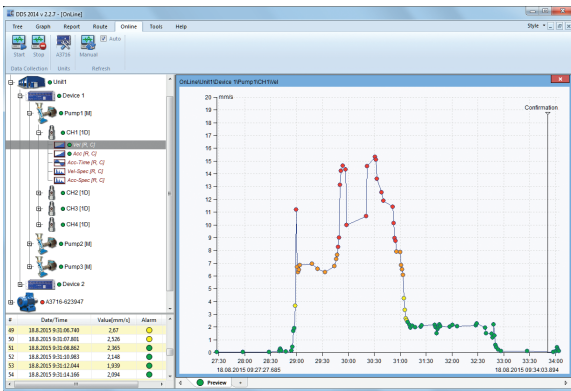 DDS 2014 v 2.2.7 - [OnLine]
Tree Graph Report Route Online Tools Help Style
Start Stop A3716 Manual Auto
Data Collection Units Refresh
Unit1
Device 1
Pump1 [M]
CH1 [1D]
Vel [R, C]
Acc [R, C]
Acc-Time [R, C]
Vel-Spec [R, C]
Acc-Spec [R, C]
CH2 [1D]
CH3 [1D]
CH4 [1D]
Pump2 [M]
Pump3 [M]
Device 2
A3716-623947
# Date/Time Value[mm/s] Alarm
49 18.8.2015 9:31:06.740 2,67
50 18.8.2015 9:31:07.801 2,526
51 18.8.2015 9:31:08.862 2,365
52 18.8.2015 9:31:10.983 2,148
53 18.8.2015 9:31:12.044 1,939
54 18.8.2015 9:31:14.166 2,094
OnLine\Unit1\Device 1\Pump1\CH1\Vel
20 mm/s
Confirmation
19
18
17
16
15
14
13
12
11
10
9
8
7
6
5
4
3
2
1
0
27:30 28:00 28:30 29:00 29:30 30:00 30:30 31:00 31:30 32:00 32:30 33:00 33:30 34:00
18.08.2015 09:27:27.685 18.08.2015 09:34:03.894
Preview +